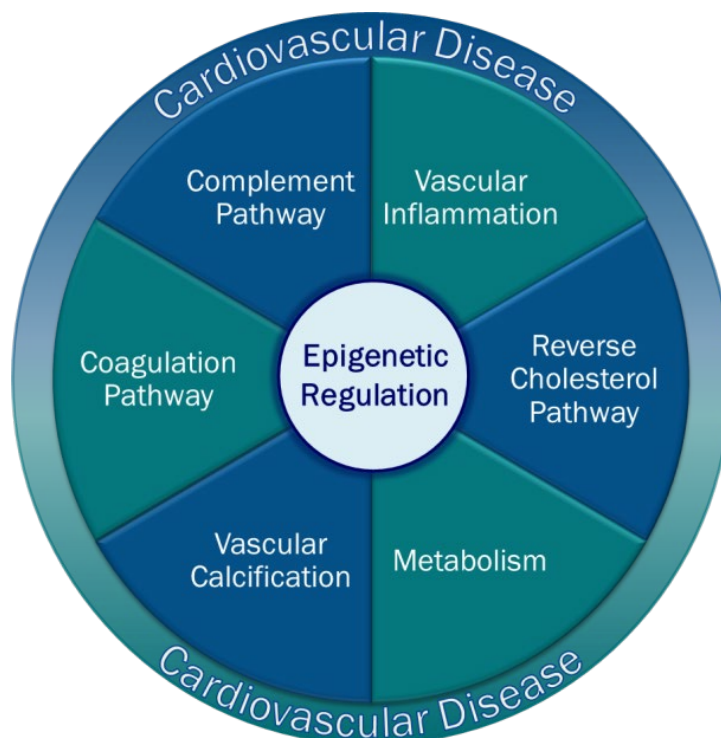 Cardiovascular Disease
Complement
Pathway
Vascular
Inflammation
Coagulation
Pathway
Epigenetic
Regulation
Reverse
Cholesterol
Pathway
Vascular
Calcification
Metabolism
Cardiovascular Disease